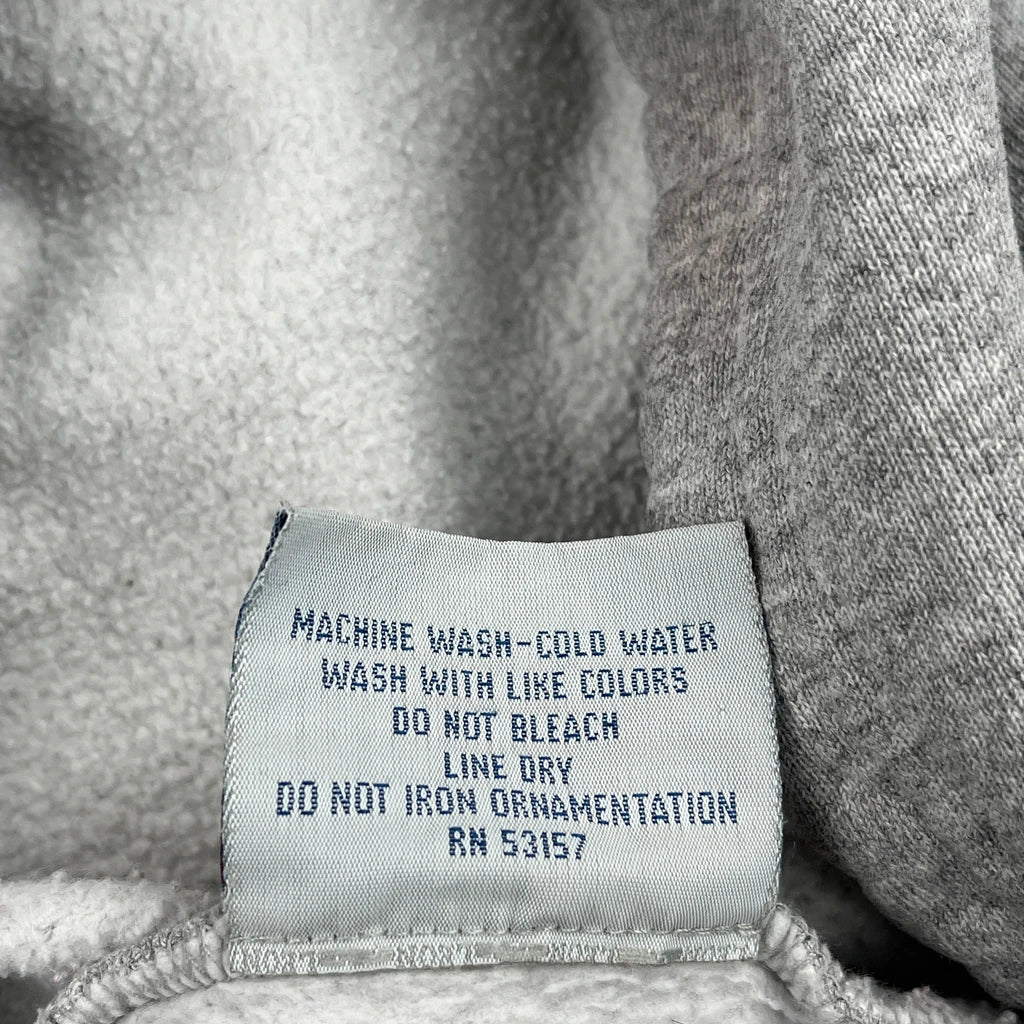 MACHINE WASH-COLD WATER
WASH WITH LIKE COLORS
DO NOT BLEACH
LINE DRY
DO NOT IRON ORNAMENTATION
RN 53157